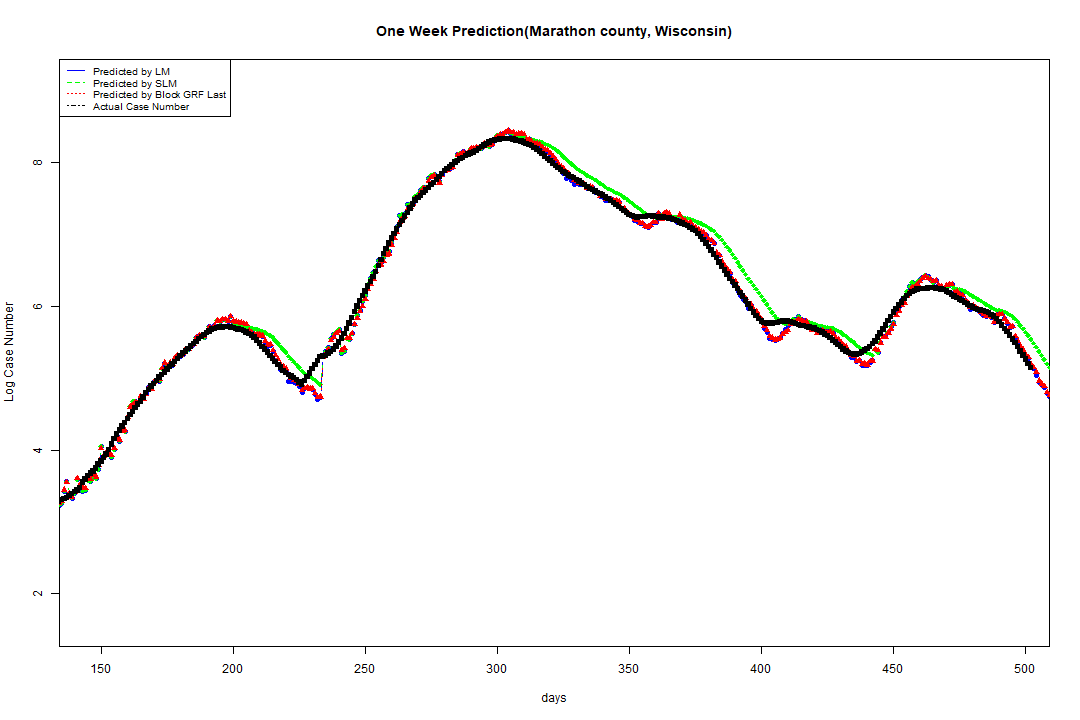 One Week Prediction(Marathon county, Wisconsin)
Predicted by LM
Predicted by SLM
Predicted by Block GRF Last
Actual Case Number
Log Case Number
8
6
4
2
150 200 250 300 350 400 450 500
days